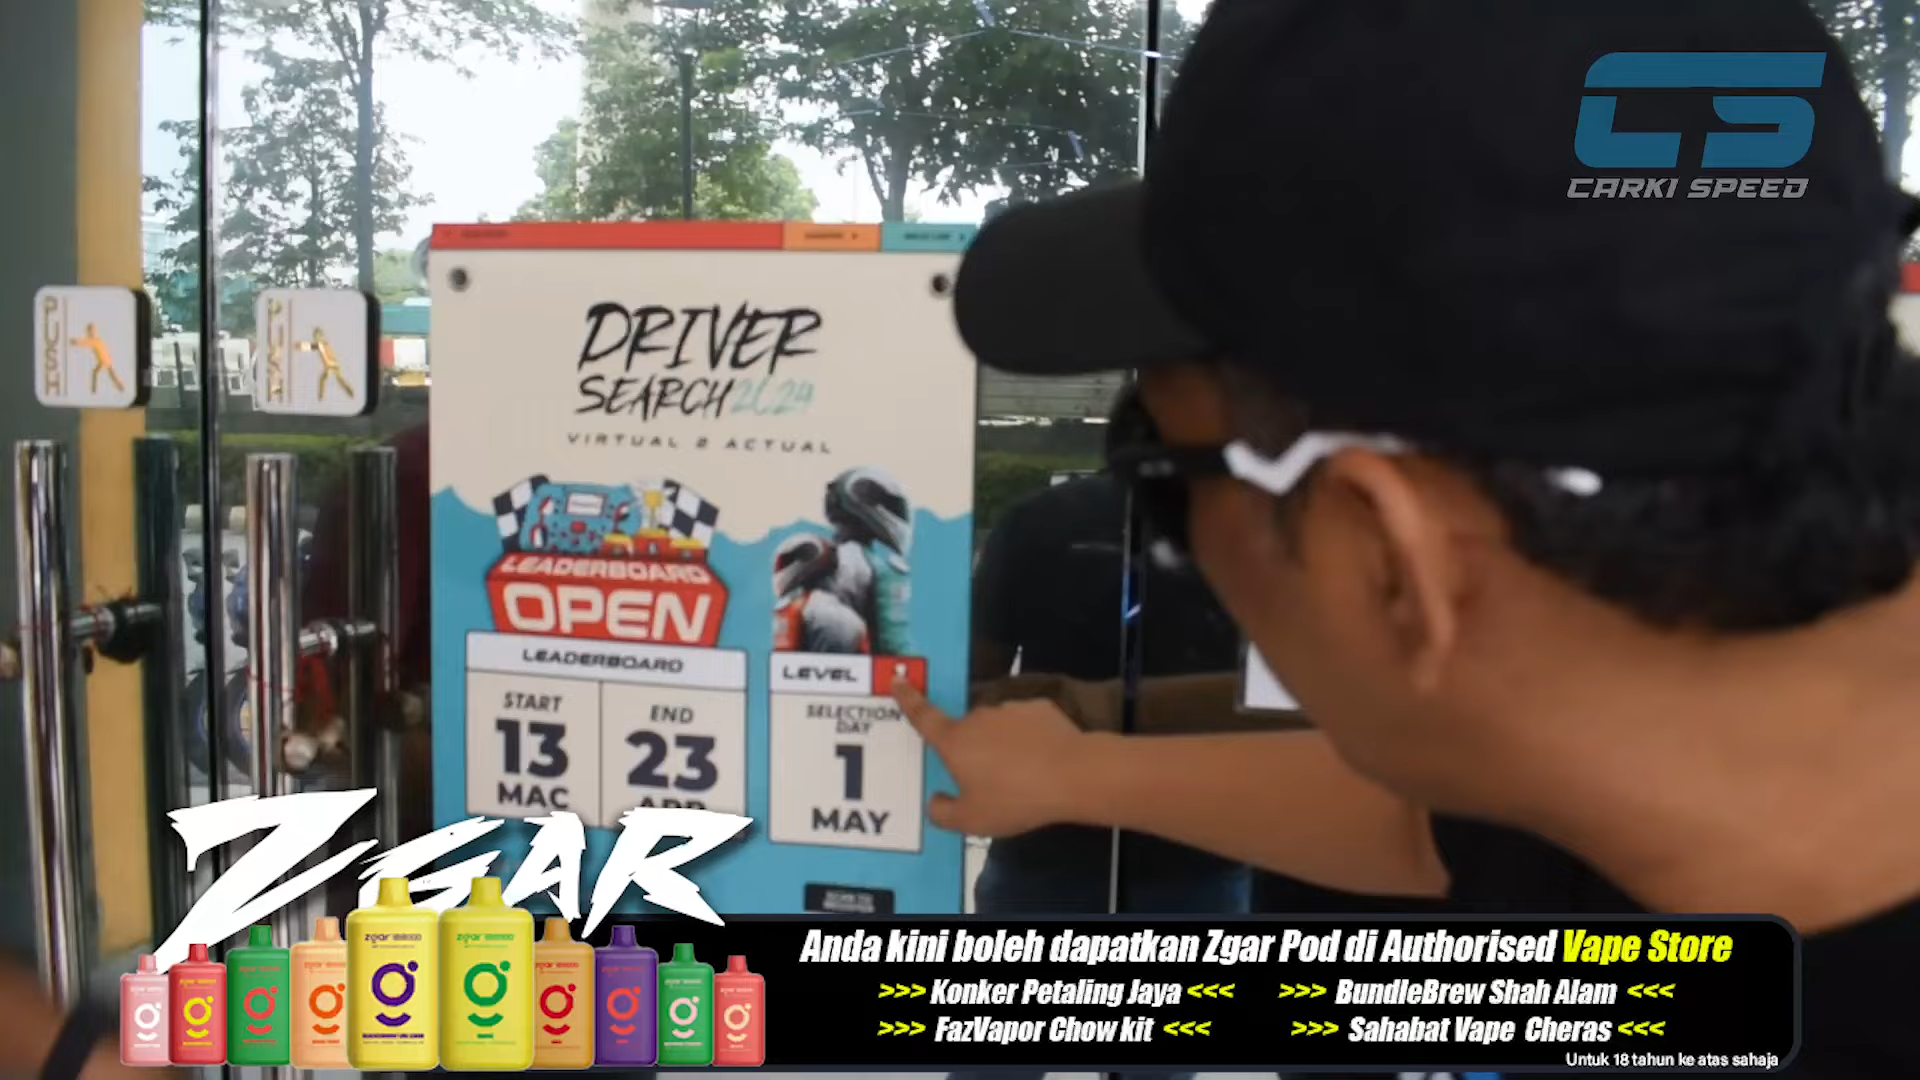 CARKI SPEED
PUSH
PUSH
DRIVER
SEARCH 2024
VIRTUAL 2 ACTUAL
LEADERBOARD
OPEN
LEADERBOARD
START
13
MAC
END
23
APR
LEVEL
SELECTION
DAY
1
MAY
ZGAR
Anda kini boleh dapatkan Zgar Pod di Authorised Vape Store
>>> Konker Petaling Jaya <<<
>>> BundleBrew Shah Alam <<<
>>> FazVapor Chow kit <<<
>>> Sahabat Vape Cheras <<<
Untuk 18 tahun ke atas sahaja